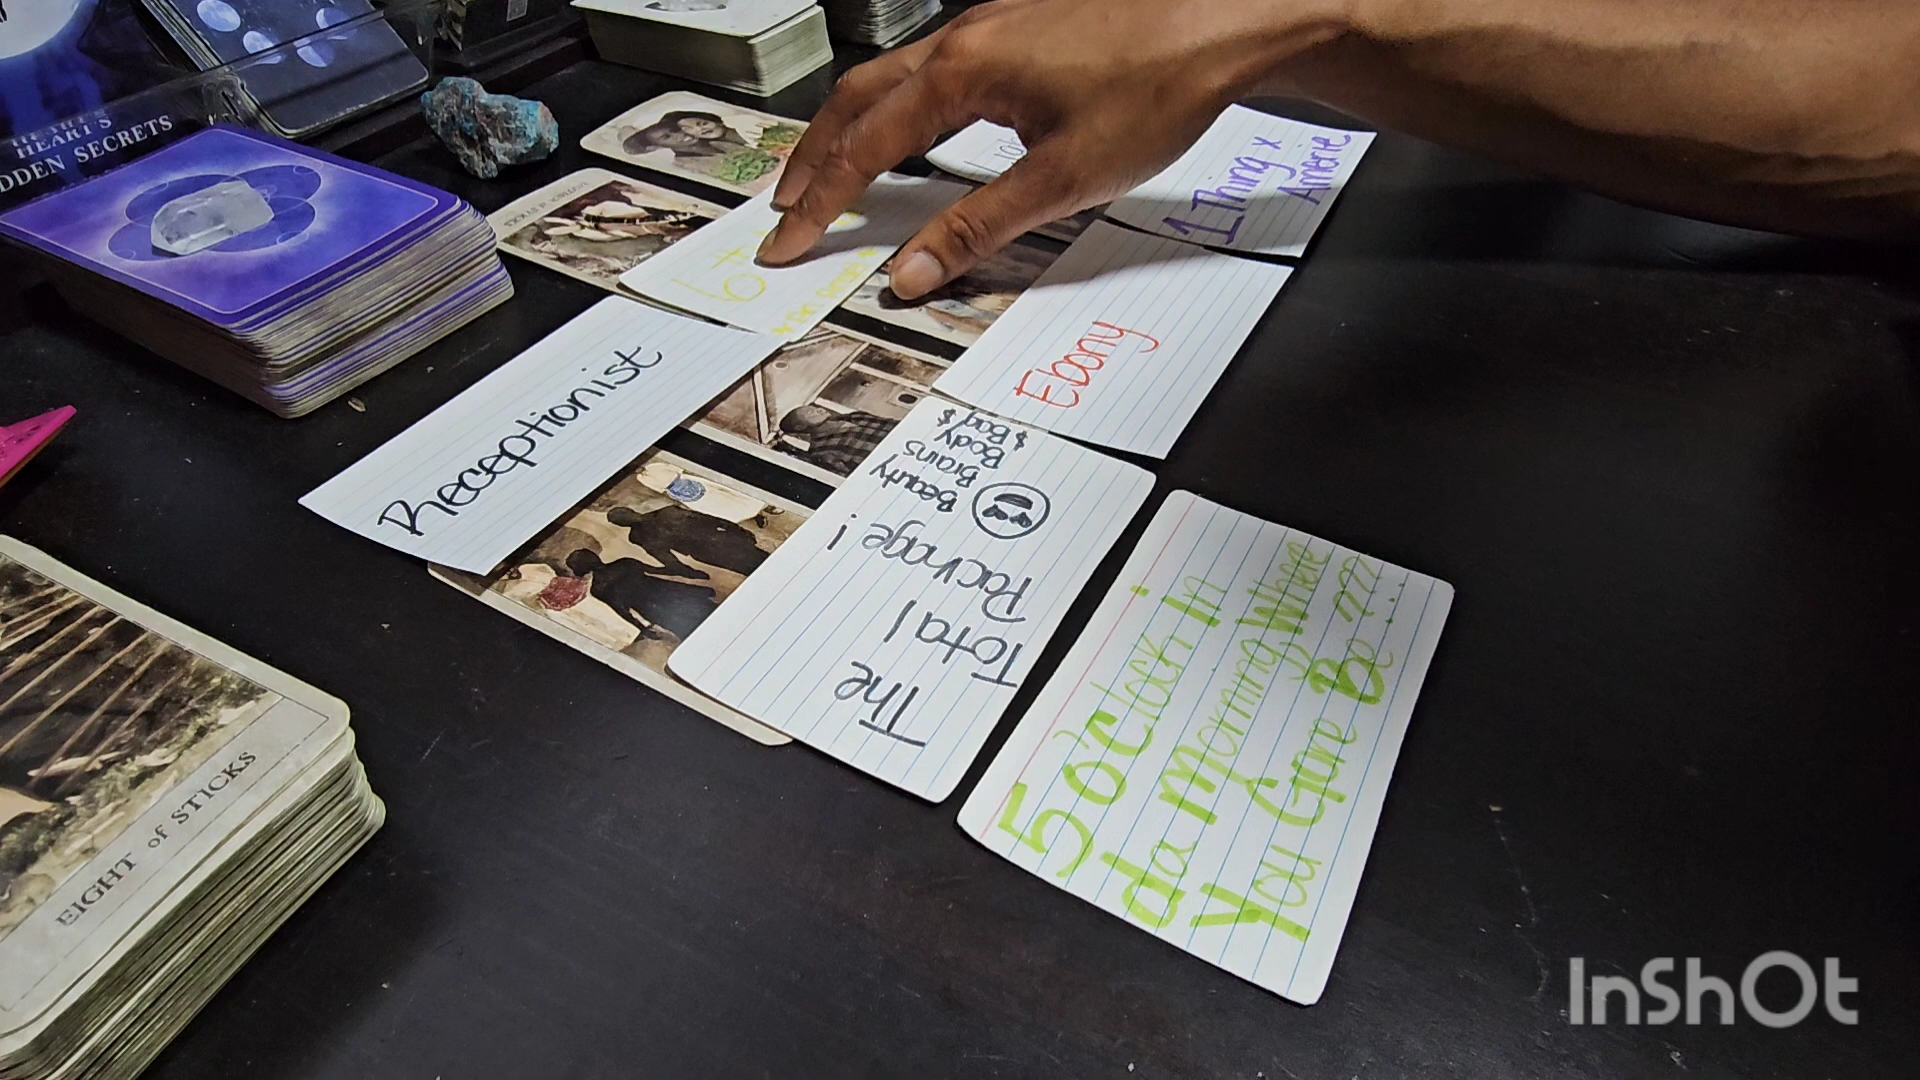 HEART'S
DDEN SECRETS
1 Thing x
Amerie
6+
Ebony
Receptionist
The
Total
Package!
Beauty
Brains
Body
$ Bag $
5 o'Clock In
da Morning Where
You Gone Be ???
EIGHT of STICKS
InShOt